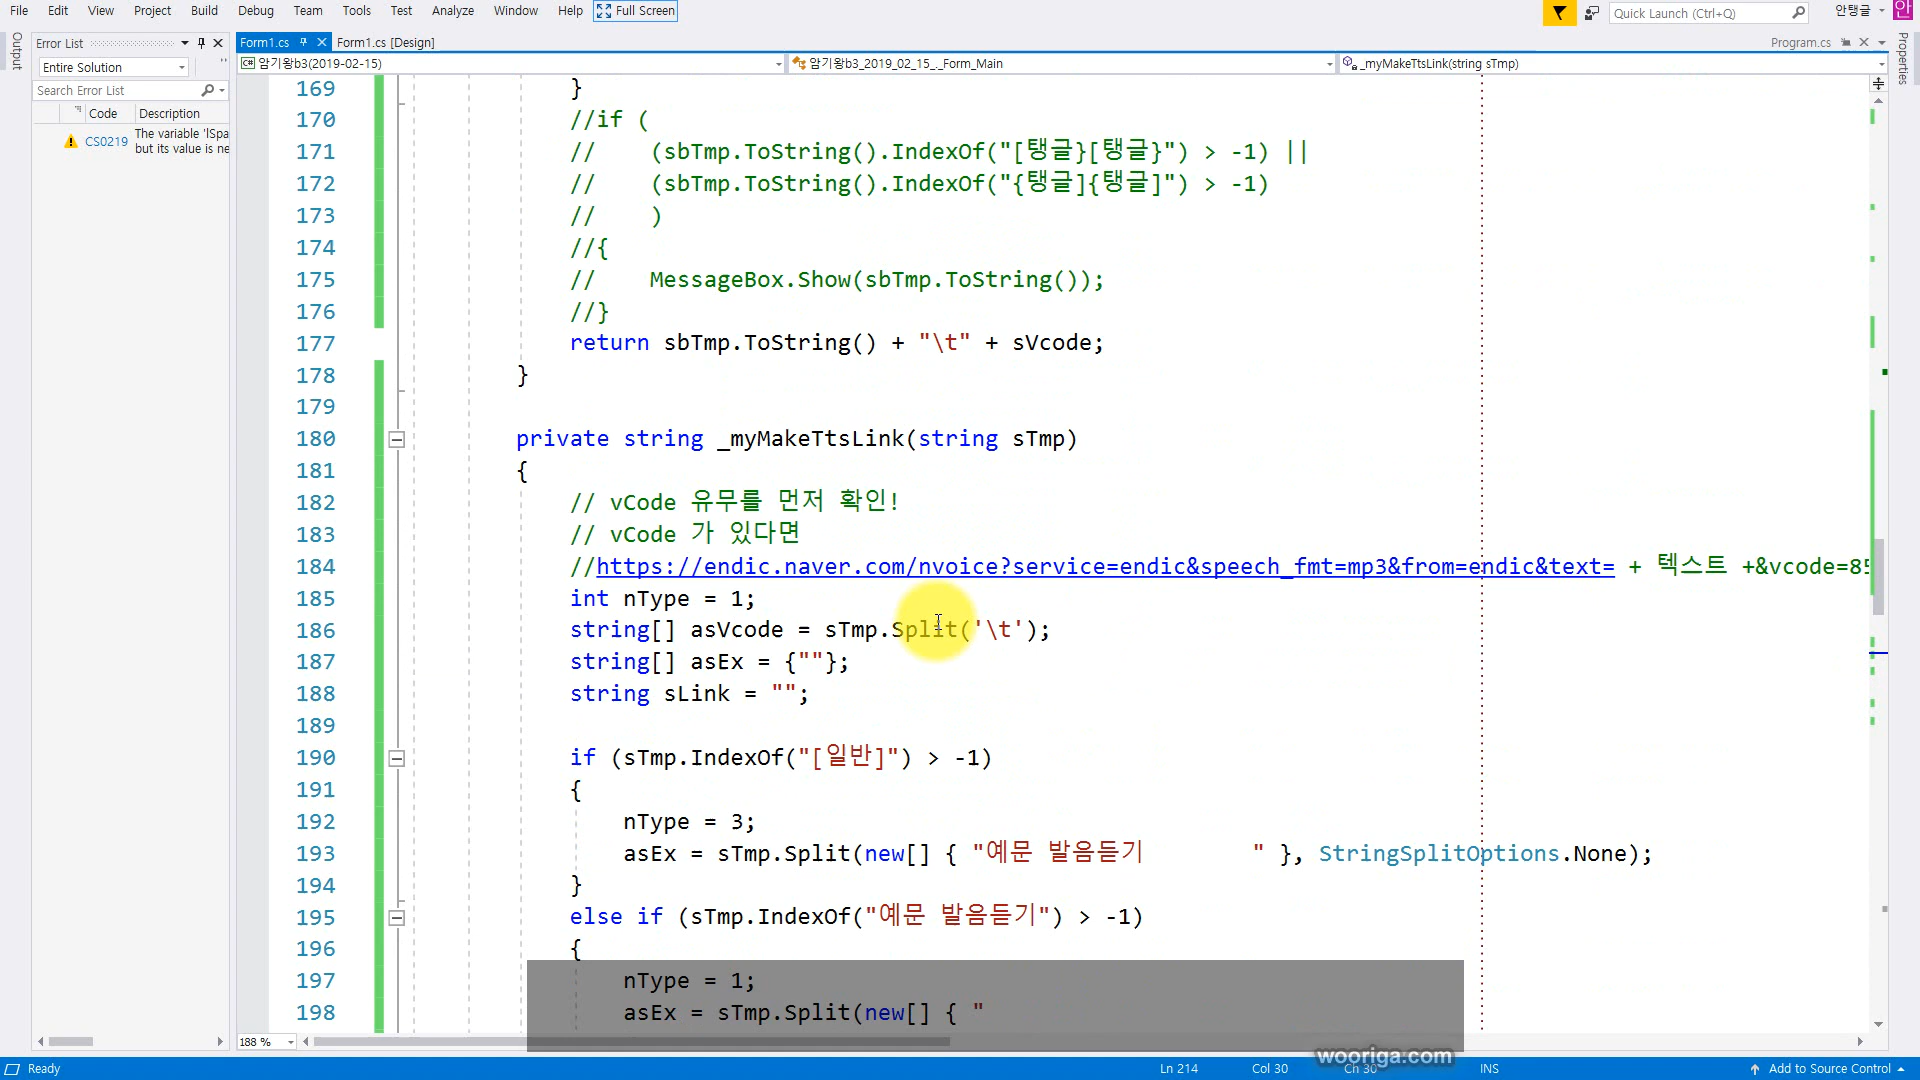 File Edit View Project Build Debug Team Tools Test Analyze Window Help Full Screen Quick Launch (Ctrl+Q) 안탱글 안
Output
Error List
Form1.cs
Form1.cs [Design]
Program.cs
Properties
Entire Solution
암기왕b3(2019-02-15)
암기왕b3_2019_02_15_._Form_Main
_myMakeTtsLink(string sTmp)
Search Error List
Code Description
CS0219 The variable 'lSpa
but its value is ne
169 }
170 //if (
171 // (sbTmp.ToString().IndexOf("[탱글}[탱글}") > -1) ||
172 // (sbTmp.ToString().IndexOf("{탱글]{탱글]") > -1)
173 // )
174 //{
175 // MessageBox.Show(sbTmp.ToString());
176 //}
177 return sbTmp.ToString() + "\t" + sVcode;
178 }
179
180 private string _myMakeTtsLink(string sTmp)
181 {
182 // vCode 유무를 먼저 확인!
183 // vCode 가 있다면
184 //https://endic.naver.com/nvoice?service=endic&speech_fmt=mp3&from=endic&text= + 텍스트 +&vcode=85
185 int nType = 1;
186 string[] asVcode = sTmp.Split('\t');
187 string[] asEx = {""};
188 string sLink = "";
189
190 if (sTmp.IndexOf("[일반]") > -1)
191 {
192 nType = 3;
193 asEx = sTmp.Split(new[] { "예문 발음듣기 " }, StringSplitOptions.None);
194 }
195 else if (sTmp.IndexOf("예문 발음듣기") > -1)
196 {
197 nType = 1;
198 asEx = sTmp.Split(new[] { "
188 %
wooriga.com
Ready Ln 214 Col 30 Ch 30 INS Add to Source Control